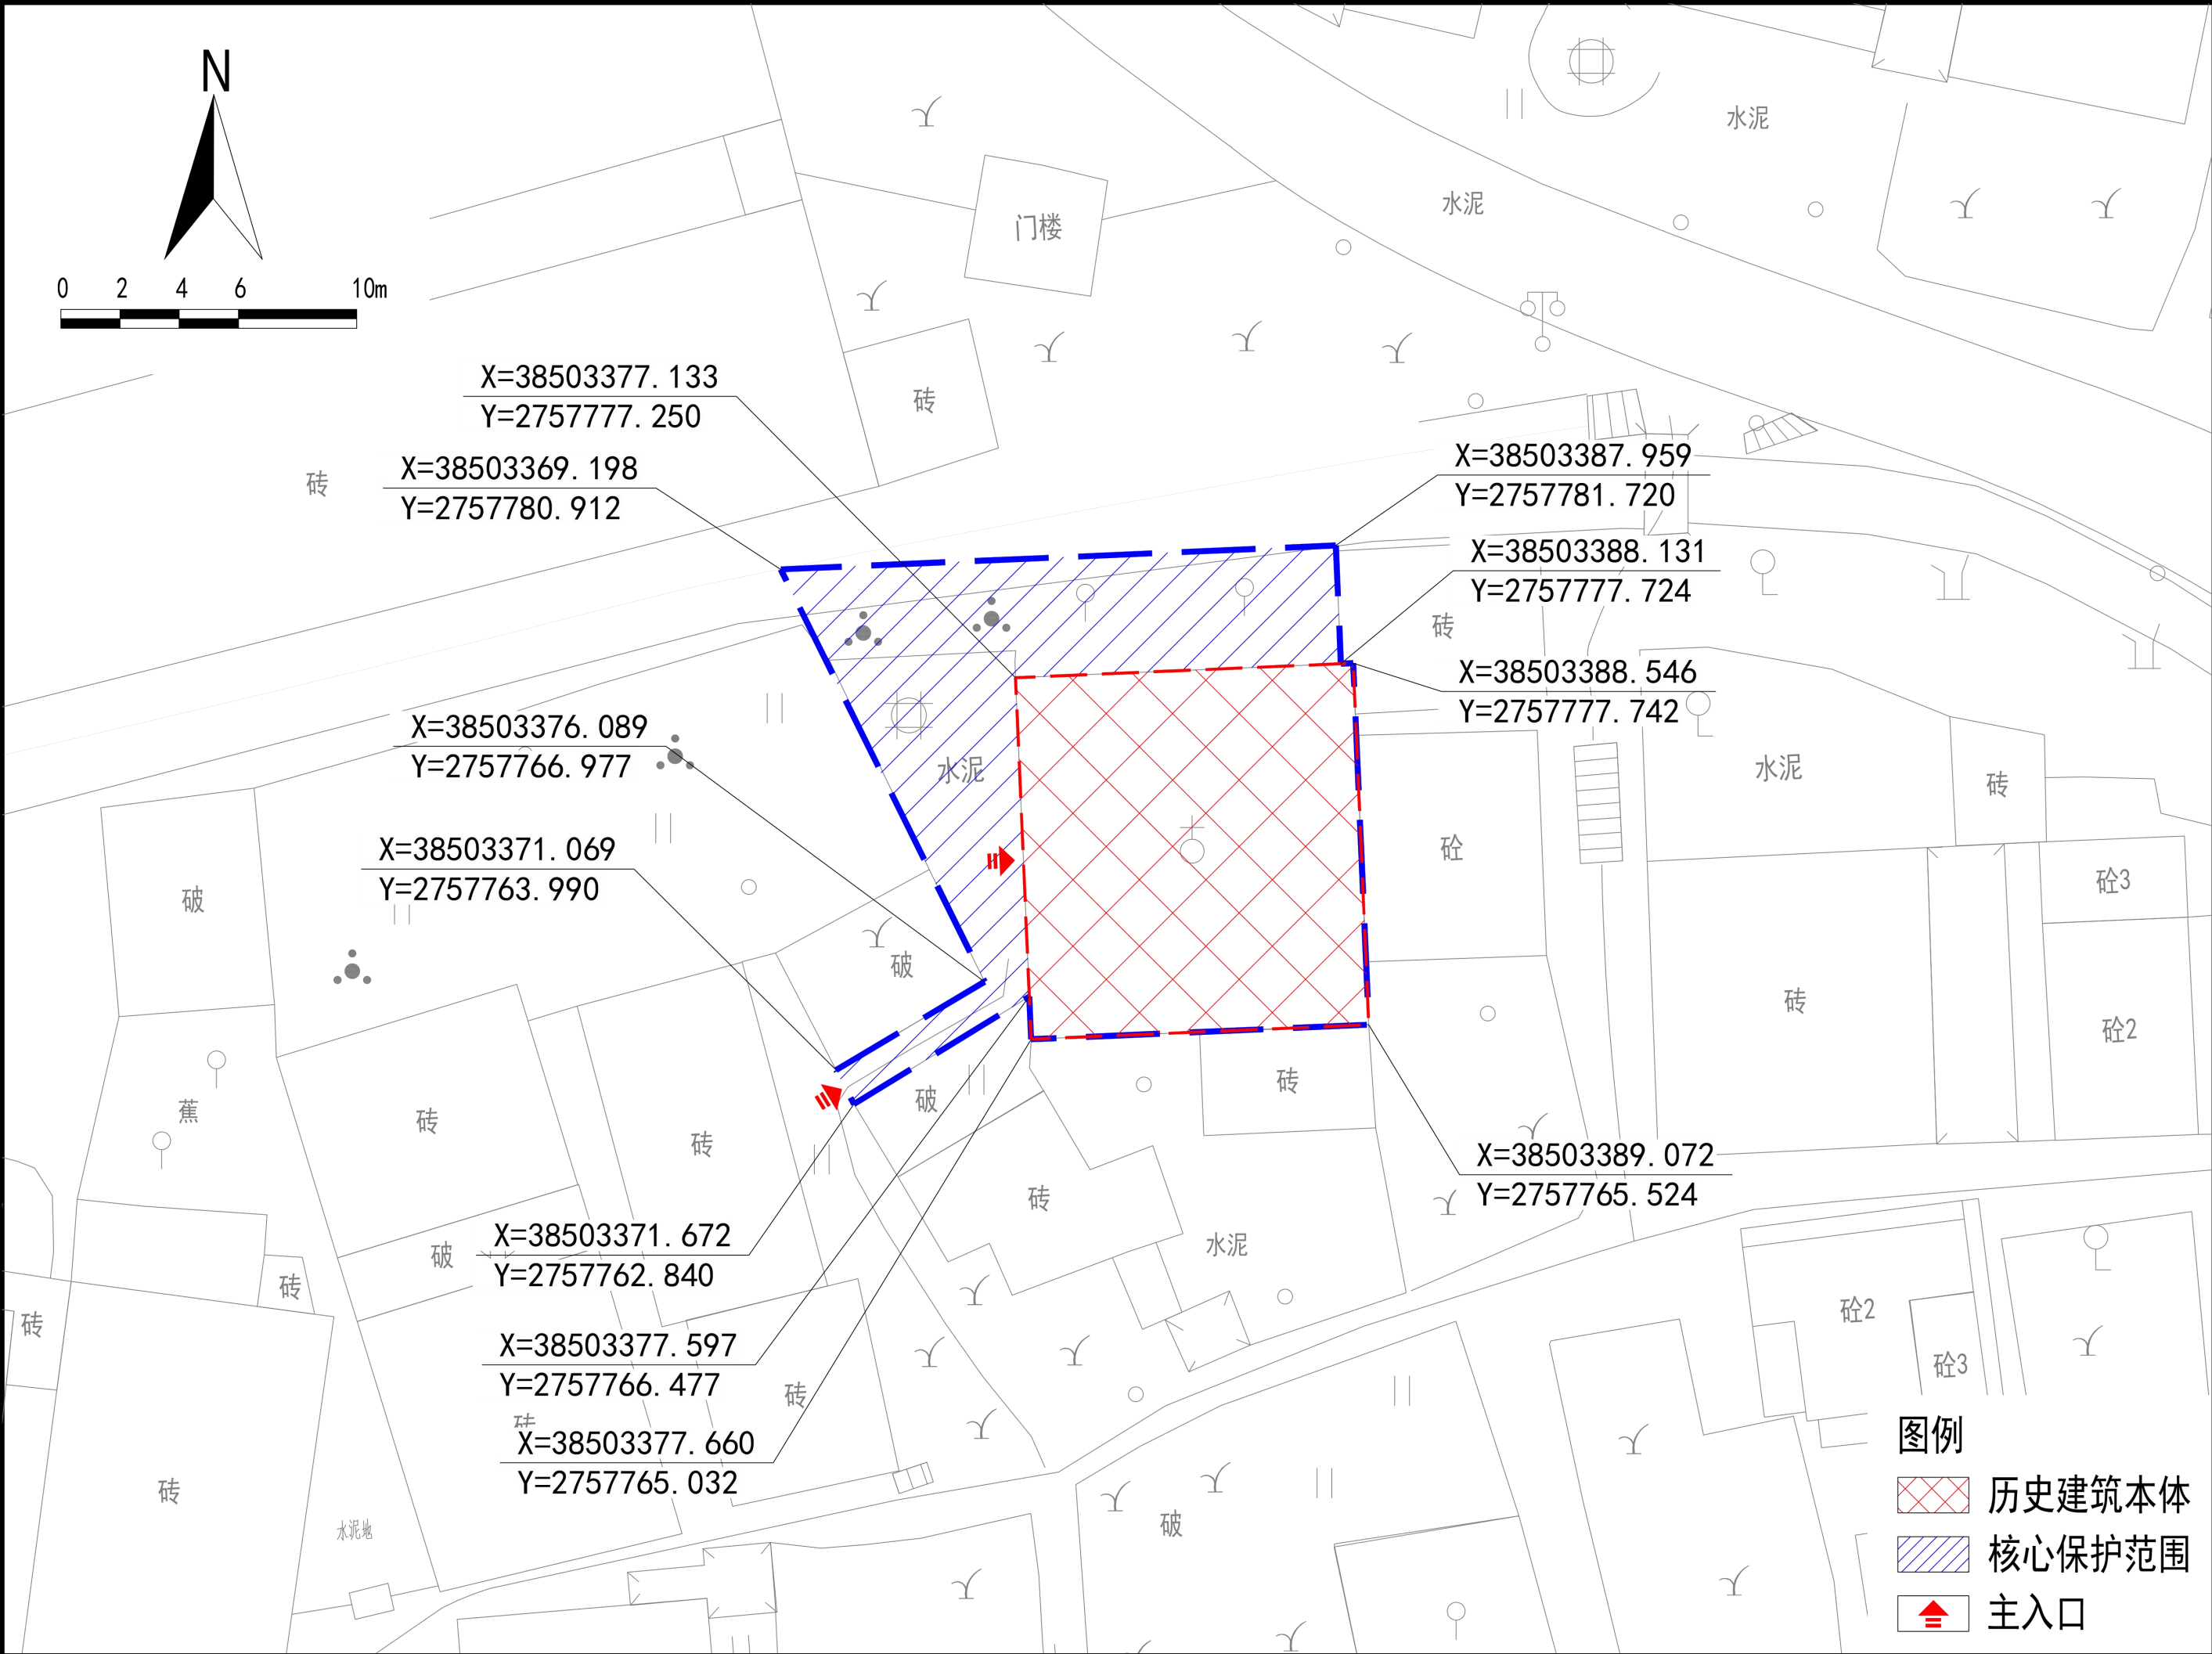 N
0 2 4 6 10m
水泥
水泥
门楼
X=38503377.133
Y=2757777.250
砖
X=38503369.198
Y=2757780.912
砖
X=38503387.959
Y=2757781.720
X=38503388.131
Y=2757777.724
砖
X=38503388.546
Y=2757777.742
X=38503376.089
Y=2757766.977
水泥
水泥
砖
X=38503371.069
Y=2757763.990
砼
破
砼3
破
砖
砼2
破
砖
蕉
砖
砖
X=38503389.072
Y=2757765.524
砖
X=38503371.672
Y=2757762.840
破
水泥
砖
砖
砼2
X=38503377.597
Y=2757766.477
砼3
砖
砖
X=38503377.660
Y=2757765.032
砖
水泥地
破
图例
历史建筑本体
核心保护范围
主入口